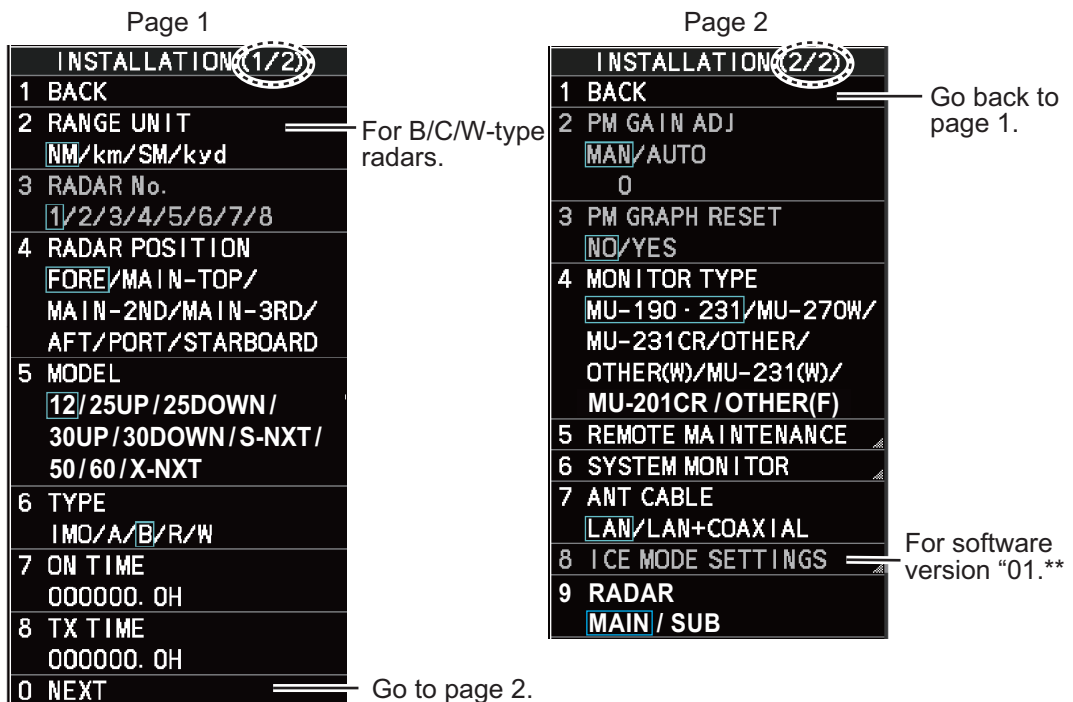 Page 1
INSTALLATION (1/2)
1 BACK
2 RANGE UNIT
NM/km/SM/kyd
For B/C/W-type
radars.
3 RADAR No.
1/2/3/4/5/6/7/8
4 RADAR POSITION
FORE/MAIN-TOP/
MAIN-2ND/MAIN-3RD/
AFT/PORT/STARBOARD
5 MODEL
12/25UP/25DOWN/
30UP/30DOWN/S-NXT/
50/60/X-NXT
6 TYPE
IMO/A/B/R/W
7 ON TIME
000000.0H
8 TX TIME
000000.0H
0 NEXT
Go to page 2.
Page 2
INSTALLATION (2/2)
1 BACK
Go back to
page 1.
2 PM GAIN ADJ
MAN/AUTO
0
3 PM GRAPH RESET
NO/YES
4 MONITOR TYPE
MU-190·231/MU-270W/
MU-231CR/OTHER/
OTHER(W)/MU-231(W)/
MU-201CR/OTHER(F)
5 REMOTE MAINTENANCE
6 SYSTEM MONITOR
7 ANT CABLE
LAN/LAN+COAXIAL
8 ICE MODE SETTINGS
For software
version “01.**
9 RADAR
MAIN / SUB